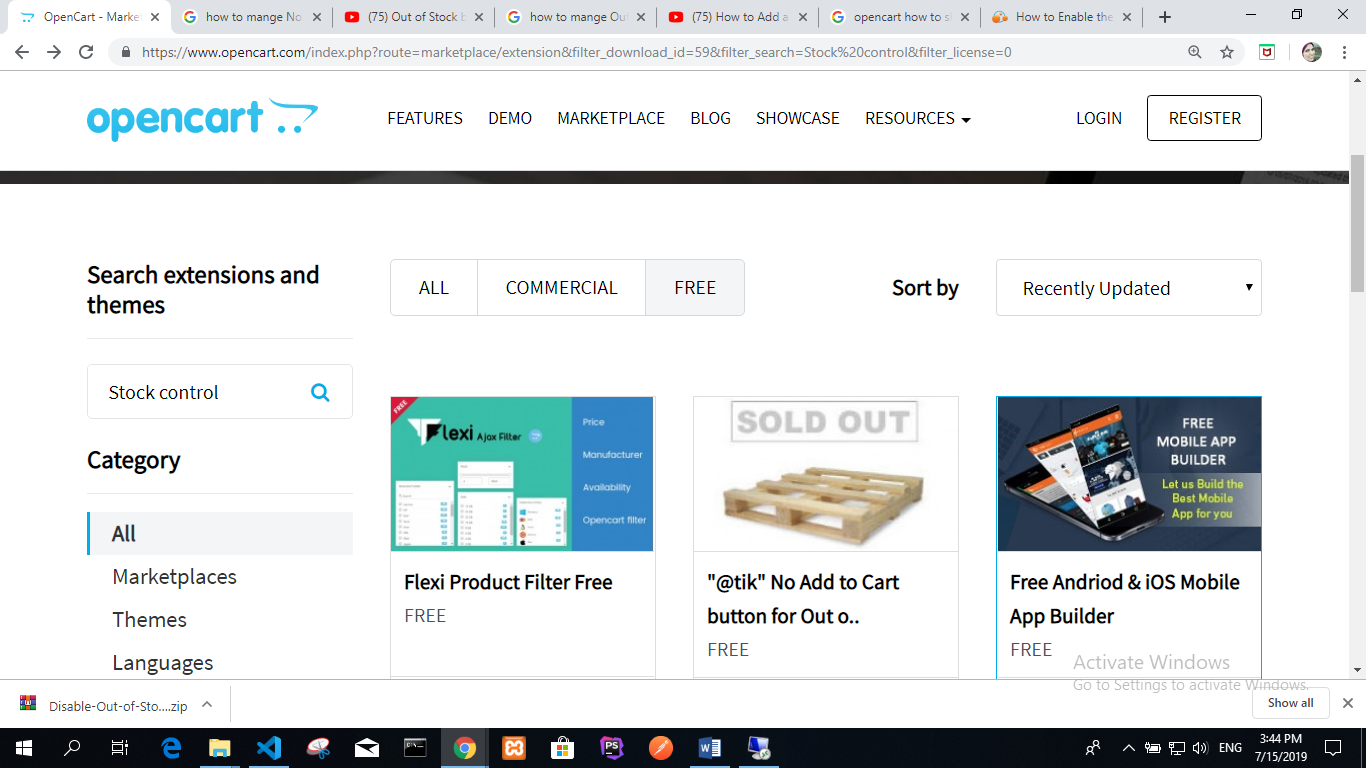 OpenCart - Market
how to mange No
(75) Out of Stock b
how to mange Out
(75) How to Add a
opencart how to s
How to Enable the
https://www.opencart.com/index.php?route=marketplace/extension&filter_download_id=59&filter_search=Stock%20control&filter_license=0
opencart
FEATURES DEMO MARKETPLACE BLOG SHOWCASE RESOURCES LOGIN REGISTER
Search extensions and
themes
ALL COMMERCIAL FREE
Sort by Recently Updated
Stock control
Category
All
Marketplaces
Themes
Languages
FREE
Flexi Ajax Filter
Price
Manufacturer
Availability
Opencart filter
Flexi Product Filter Free
FREE
SOLD OUT
"@tik" No Add to Cart
button for Out o..
FREE
FREE
MOBILE APP
BUILDER
Let us Build the
Best Mobile
App for you
Free Andriod & iOS Mobile
App Builder
FREE
Activate Windows
Go to Settings to activate Windows.
Disable-Out-of-Sto....zip
Show all
ENG
3:44 PM
7/15/2019